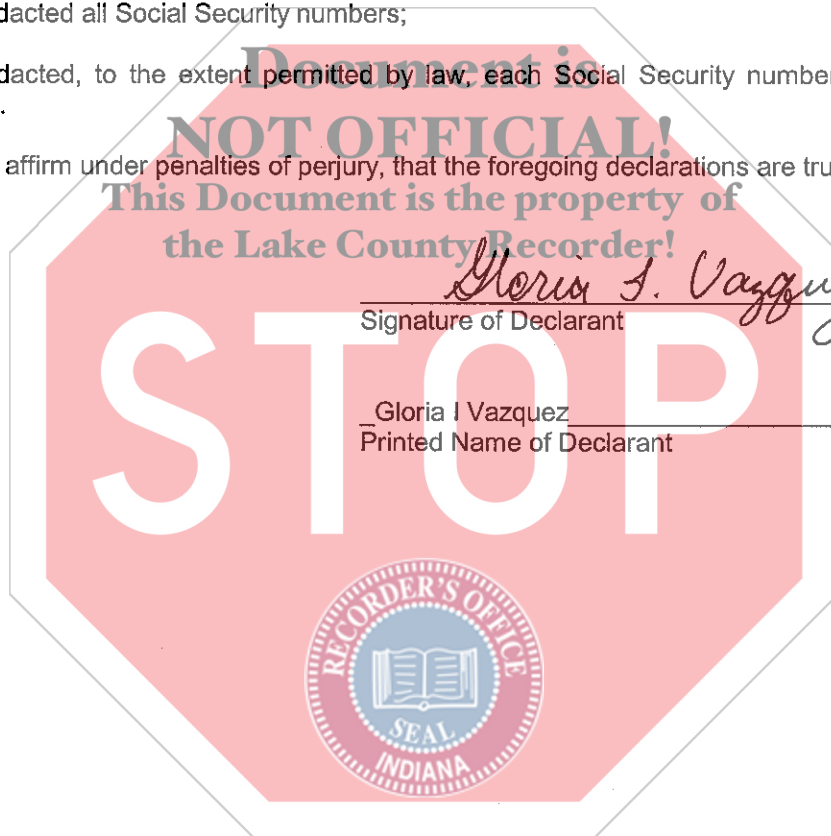 dacted all Social Security numbers;
Document is
dacted, to the extent permitted by law, each Social Security number
NOT OFFICIAL!
affirm under penalties of perjury, that the foregoing declarations are tru
This Document is the property of
the Lake County Recorder!
Gloria I. Vazqu
Signature of Declarant
STOP
_Gloria I Vazquez
Printed Name of Declarant
RECORDER'S OFFICE
SEAL
INDIANA